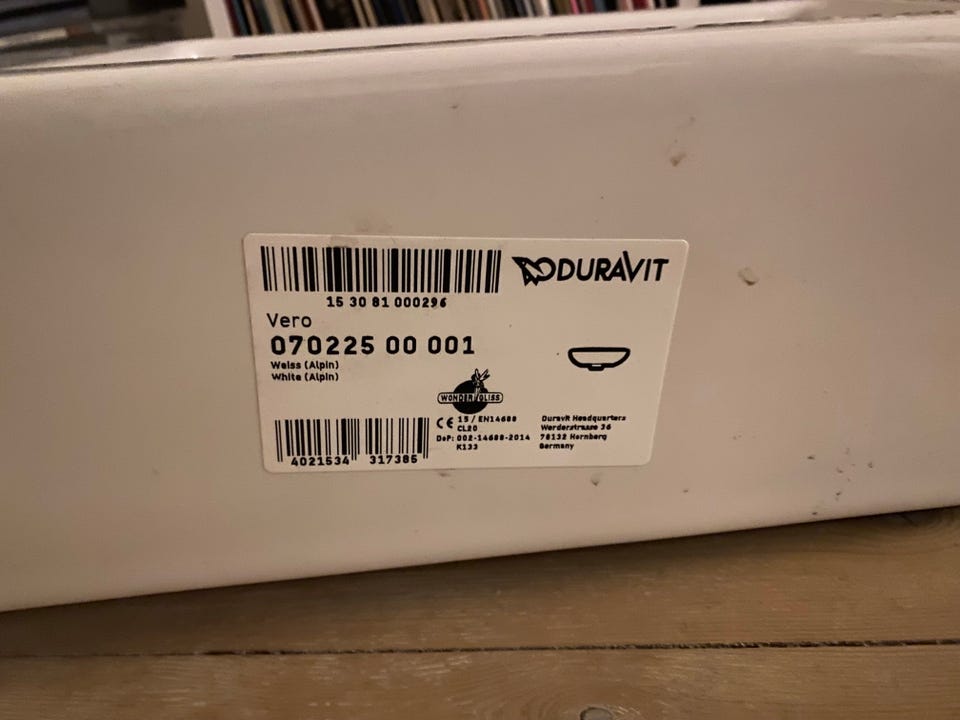 DURAVIT
15 30 81 000296
Vero
070225 00 001
Weiss (Alpin)
White (Alpin)
WONDERGLISS
CE 15 / EN14688
CL20
DoP: 002-14688-2014
K133
Duravit Headquarters
Werderstrasse 36
78132 Hornberg
Germany
4021534 317385